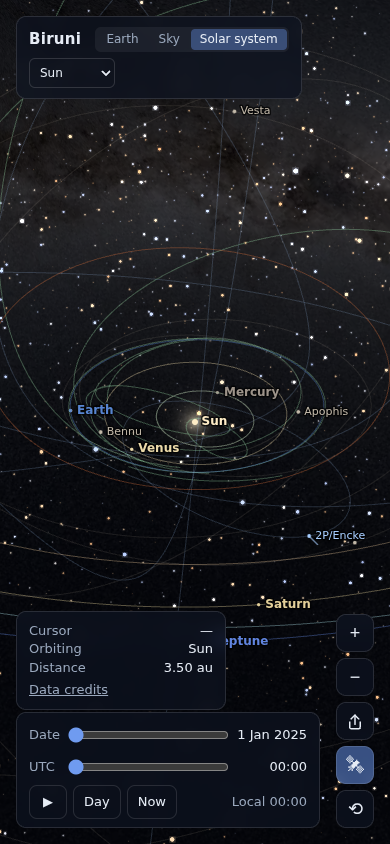 Biruni Earth Sky Solar system
Sun
Vesta
Mercury
Earth
Apophis
Sun
Bennu
Venus
2P/Encke
Saturn
eptune
Cursor —
Orbiting Sun
Distance 3.50 au
Data credits
+
−
Date 1 Jan 2025
UTC 00:00
Day Now Local 00:00